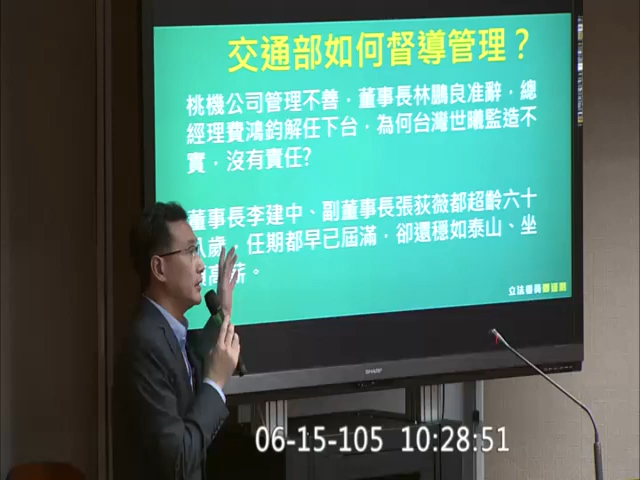 交通部如何督導管理？
桃機公司管理不善，董事長林鵬良准辭，總
經理費鴻鈞解任下台，為何台灣世曦監造不
實，沒有責任?
董事長李建中、副董事長張荻薇都超齡六十
八歲，任期都早已屆滿，卻還穩如泰山、坐
領高薪。
立法委員
SHARP
06-15-105 10:28:51